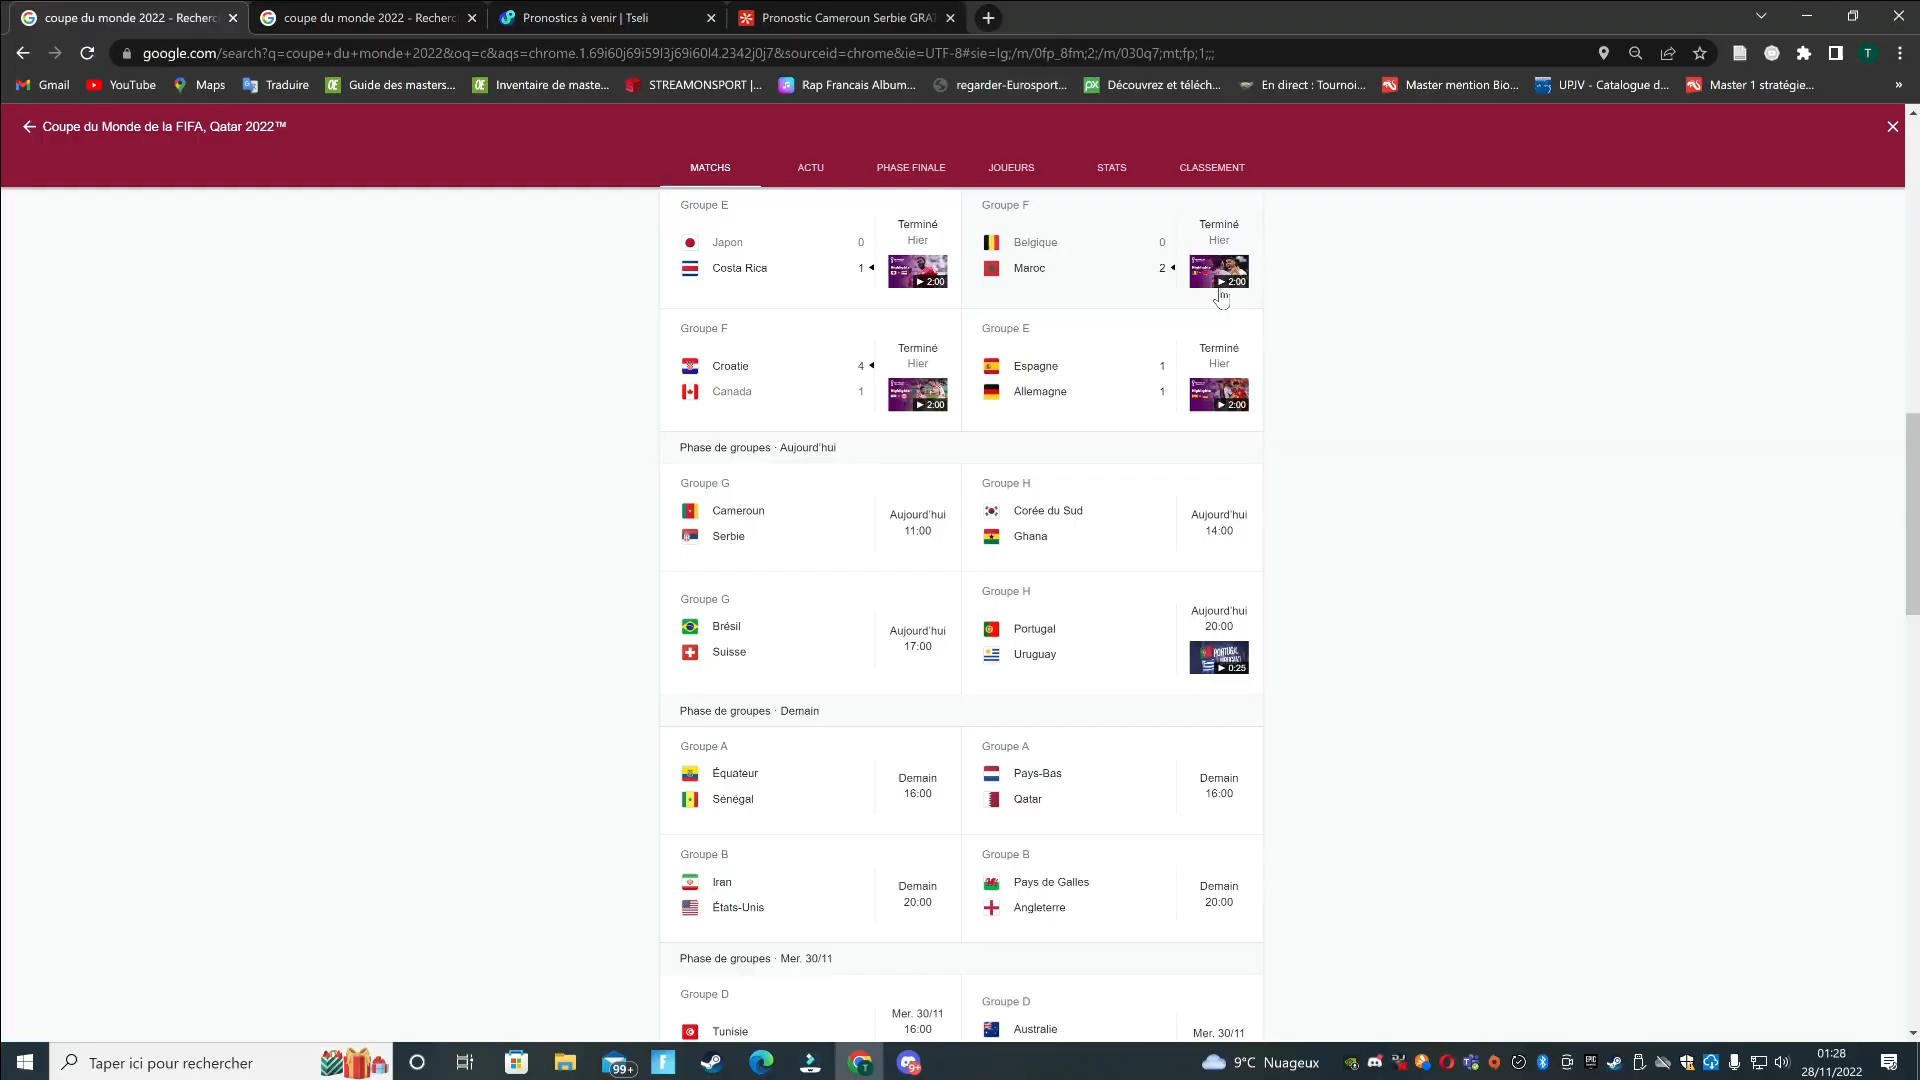 coupe du monde 2022 - Recherc
coupe du monde 2022 - Recherc
Pronostics à venir | Tseli
Pronostic Cameroun Serbie GRAT
google.com/search?q=coupe+du+monde+2022&oq=c&aqs=chrome.1.69i60j69i59l3j69i60l4.2342j0j7&sourceid=chrome&ie=UTF-8#sie=lg;/m/0fp_8fm;2;/m/030q7;mt;fp;1;;;
T
Gmail
YouTube
Maps
Traduire
Guide des masters...
Inventaire de maste...
STREAMONSPORT |...
Rap Francais Album...
regarder-Eurosport...
Découvrez et téléch...
En direct : Tournoi...
Master mention Bio...
UPJV - Catalogue d...
Master 1 stratégie...
»
Coupe du Monde de la FIFA, Qatar 2022™
MATCHS
ACTU
PHASE FINALE
JOUEURS
STATS
CLASSEMENT
Groupe E
Japon 0
Costa Rica 1
Terminé
Hier
2:00
Groupe F
Belgique 0
Maroc 2
Terminé
Hier
2:00
Groupe F
Croatie 4
Canada 1
Terminé
Hier
2:00
Groupe E
Espagne 1
Allemagne 1
Terminé
Hier
2:00
Phase de groupes · Aujourd'hui
Groupe G
Cameroun
Serbie
Aujourd'hui
11:00
Groupe H
Corée du Sud
Ghana
Aujourd'hui
14:00
Groupe G
Brésil
Suisse
Aujourd'hui
17:00
Groupe H
Portugal
Uruguay
Aujourd'hui
20:00
PORTUGAL
0:25
Phase de groupes · Demain
Groupe A
Équateur
Sénégal
Demain
16:00
Groupe A
Pays-Bas
Qatar
Demain
16:00
Groupe B
Iran
États-Unis
Demain
20:00
Groupe B
Pays de Galles
Angleterre
Demain
20:00
Phase de groupes · Mer. 30/11
Groupe D
Tunisie
Mer. 30/11
16:00
Groupe D
Australie
Mer. 30/11
Taper ici pour rechercher
99+
9°C Nuageux
01:28
28/11/2022